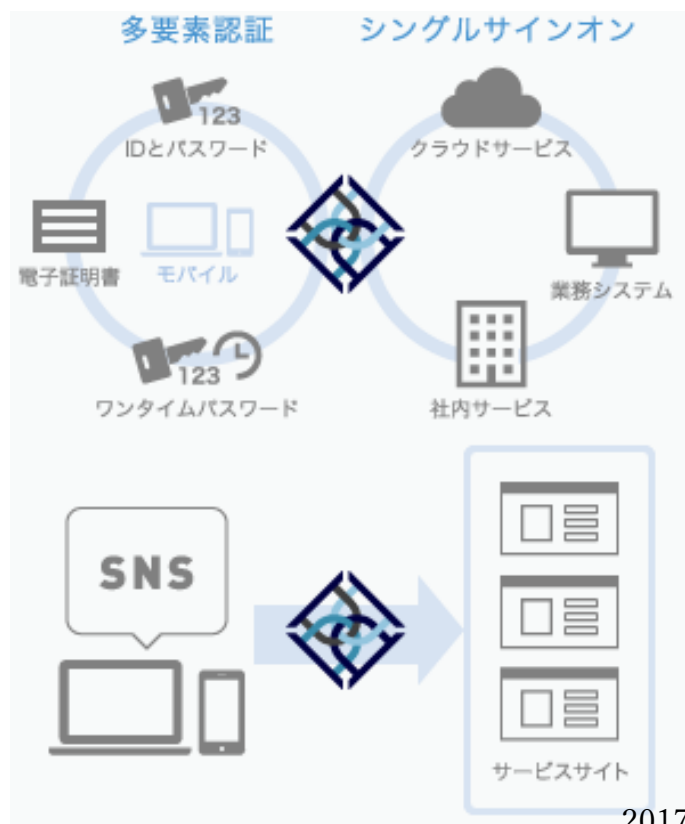 多要素認証
シングルサインオン
123
IDとパスワード
クラウドサービス
電子証明書
モバイル
業務システム
123
ワンタイムパスワード
社内サービス
SNS
サービスサイト
2017